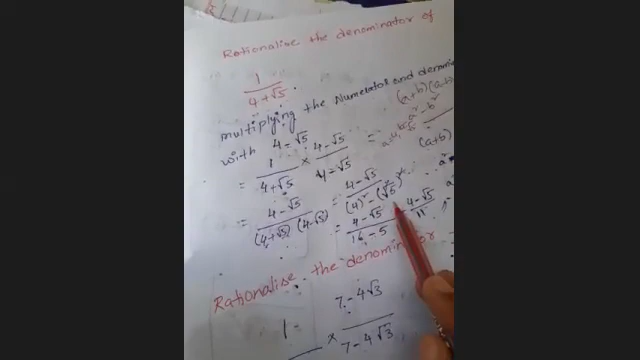 Rationalise the denominator of
1/(4+√5)
multiplying the Numerator and denomi
with 4-√5
(a+b)(a
= 1/(4+√5) × (4-√5)/(4-√5) =
a² - b²
(a+b)
= (4-√5)/((4+√5)(4-√5)) = (4-√5)/((4)² - (√5)²)
= (4-√5)/(16-5) (4-√5)/11
Rationalise the denominator
1 × (7-4√3)/(7-4√3)